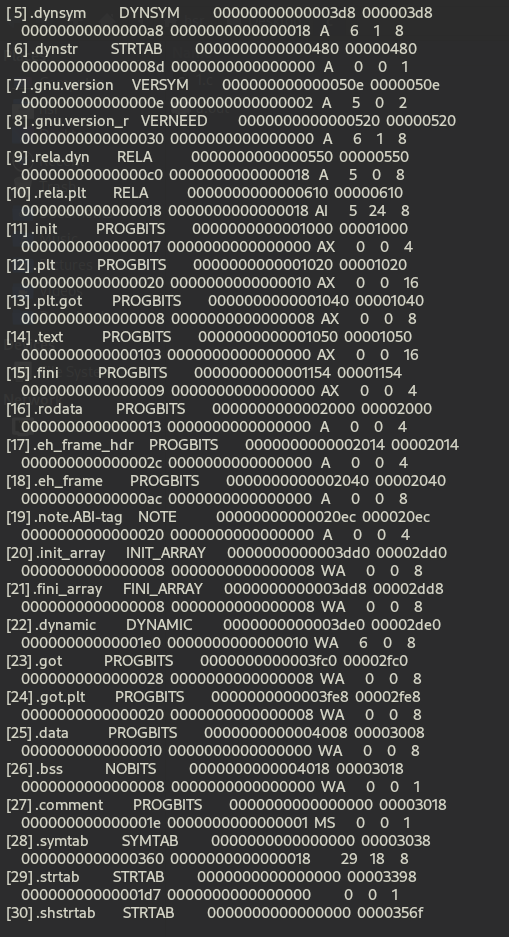 [ 5] .dynsym DYNSYM 00000000000003d8 000003d8
00000000000000a8 0000000000000018 A 6 1 8
[ 6] .dynstr STRTAB 0000000000000480 00000480
000000000000008d 0000000000000000 A 0 0 1
[ 7] .gnu.version VERSYM 000000000000050e 0000050e
000000000000000e 0000000000000002 A 5 0 2
[ 8] .gnu.version_r VERNEED 0000000000000520 00000520
0000000000000030 0000000000000000 A 6 1 8
[ 9] .rela.dyn RELA 0000000000000550 00000550
00000000000000c0 0000000000000018 A 5 0 8
[10] .rela.plt RELA 0000000000000610 00000610
0000000000000018 0000000000000018 AI 5 24 8
[11] .init PROGBITS 0000000000001000 00001000
0000000000000017 0000000000000000 AX 0 0 4
[12] .plt PROGBITS 0000000000001020 00001020
0000000000000020 0000000000000010 AX 0 0 16
[13] .plt.got PROGBITS 0000000000001040 00001040
0000000000000008 0000000000000008 AX 0 0 8
[14] .text PROGBITS 0000000000001050 00001050
0000000000000103 0000000000000000 AX 0 0 16
[15] .fini PROGBITS 0000000000001154 00001154
0000000000000009 0000000000000000 AX 0 0 4
[16] .rodata PROGBITS 0000000000002000 00002000
0000000000000013 0000000000000000 A 0 0 4
[17] .eh_frame_hdr PROGBITS 0000000000002014 00002014
000000000000002c 0000000000000000 A 0 0 4
[18] .eh_frame PROGBITS 0000000000002040 00002040
00000000000000ac 0000000000000000 A 0 0 8
[19] .note.ABI-tag NOTE 00000000000020ec 000020ec
0000000000000020 0000000000000000 A 0 0 4
[20] .init_array INIT_ARRAY 0000000000003dd0 00002dd0
0000000000000008 0000000000000008 WA 0 0 8
[21] .fini_array FINI_ARRAY 0000000000003dd8 00002dd8
0000000000000008 0000000000000008 WA 0 0 8
[22] .dynamic DYNAMIC 0000000000003de0 00002de0
00000000000001e0 0000000000000010 WA 6 0 8
[23] .got PROGBITS 0000000000003fc0 00002fc0
0000000000000028 0000000000000008 WA 0 0 8
[24] .got.plt PROGBITS 0000000000003fe8 00002fe8
0000000000000020 0000000000000008 WA 0 0 8
[25] .data PROGBITS 0000000000004008 00003008
0000000000000010 0000000000000000 WA 0 0 8
[26] .bss NOBITS 0000000000004018 00003018
0000000000000008 0000000000000000 WA 0 0 1
[27] .comment PROGBITS 0000000000000000 00003018
000000000000001e 0000000000000001 MS 0 0 1
[28] .symtab SYMTAB 0000000000000000 00003038
0000000000000360 0000000000000018 29 18 8
[29] .strtab STRTAB 0000000000000000 00003398
00000000000001d7 0000000000000000 0 0 1
[30] .shstrtab STRTAB 0000000000000000 0000356f